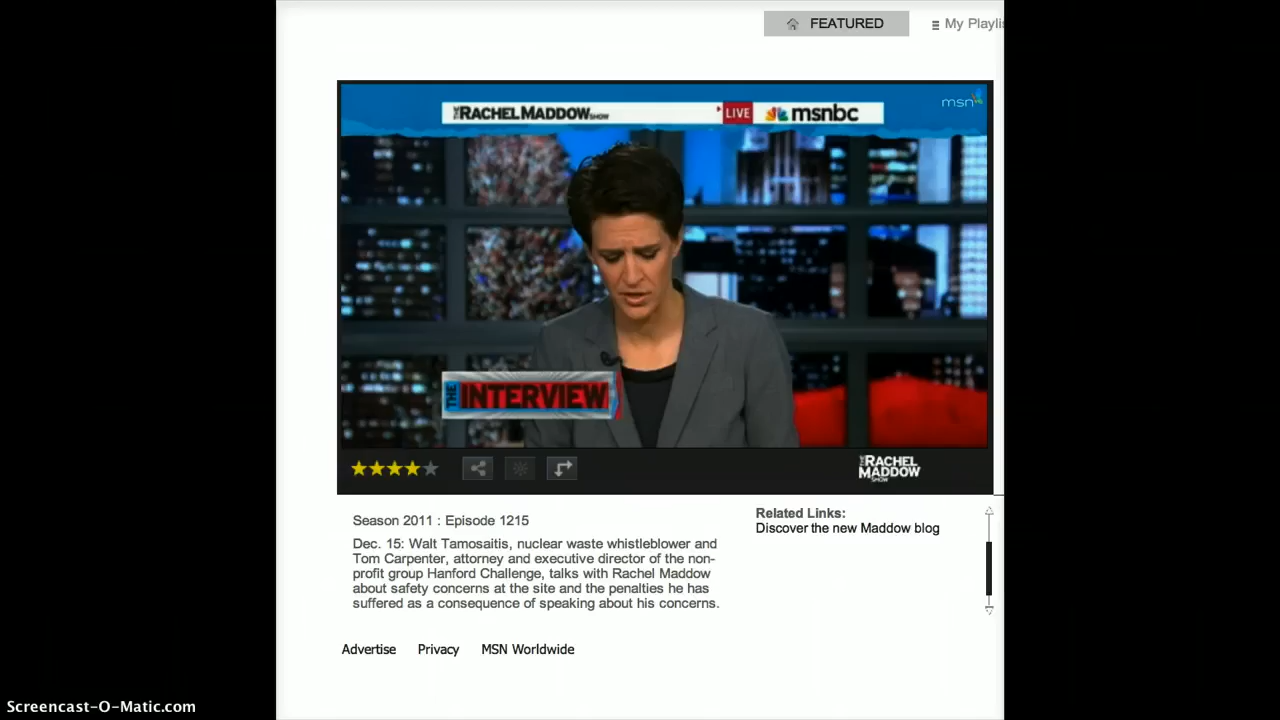 FEATURED
My Playli
THE RACHEL MADDOW SHOW
LIVE
msnbc
msn
THE INTERVIEW
THE RACHEL MADDOW SHOW
Season 2011 : Episode 1215
Dec. 15: Walt Tamosaitis, nuclear waste whistleblower and
Tom Carpenter, attorney and executive director of the non-
profit group Hanford Challenge, talks with Rachel Maddow
about safety concerns at the site and the penalties he has
suffered as a consequence of speaking about his concerns.
Related Links:
Discover the new Maddow blog
Advertise
Privacy
MSN Worldwide
Screencast-O-Matic.com